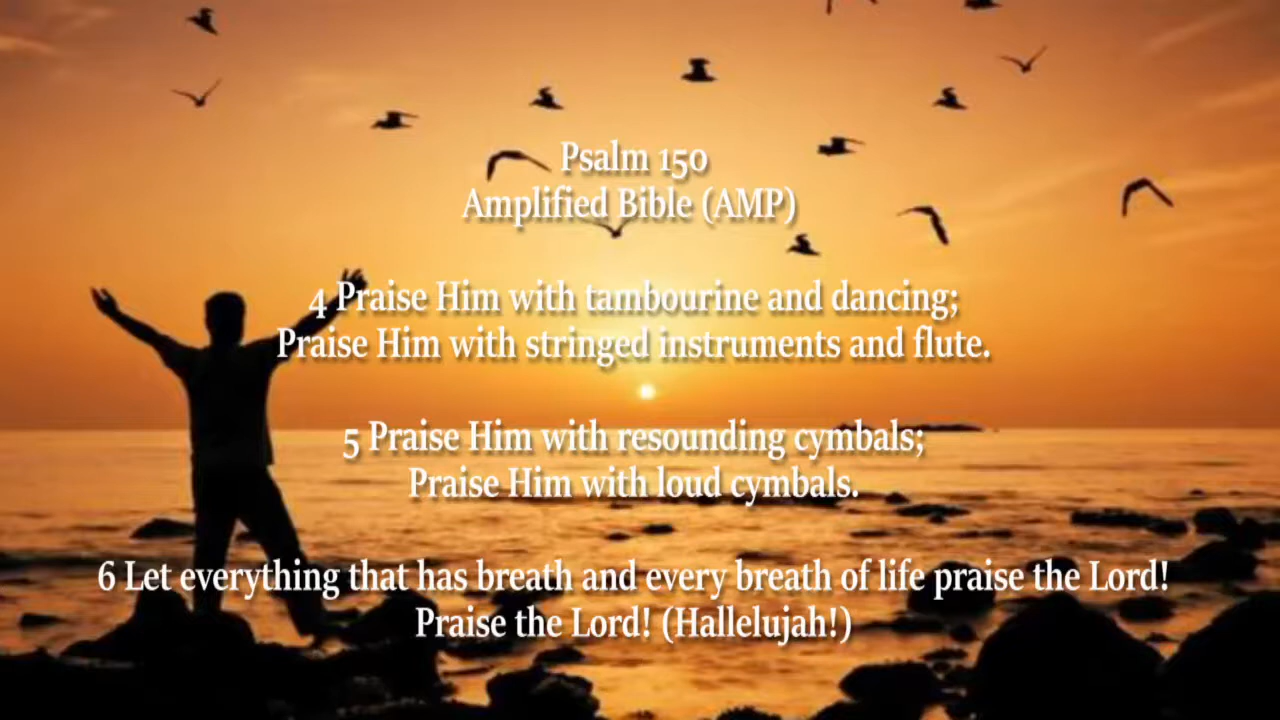 Psalm 150
Amplified Bible (AMP)
4 Praise Him with tambourine and dancing;
Praise Him with stringed instruments and flute.
5 Praise Him with resounding cymbals;
Praise Him with loud cymbals.
6 Let everything that has breath and every breath of life praise the Lord!
Praise the Lord! (Hallelujah!)